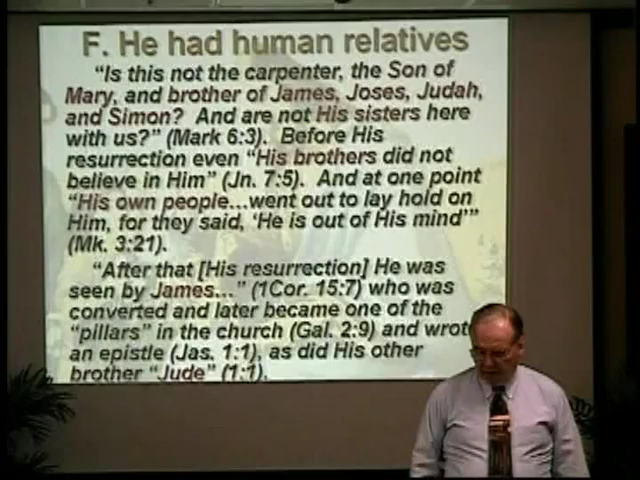 F. He had human relatives
"Is this not the carpenter, the Son of
Mary, and brother of James, Joses, Judah,
and Simon? And are not His sisters here
with us?" (Mark 6:3). Before His
resurrection even "His brothers did not
believe in Him" (Jn. 7:5). And at one point
"His own people...went out to lay hold on
Him, for they said, 'He is out of His mind'"
(Mk. 3:21).
"After that [His resurrection] He was
seen by James..." (1Cor. 15:7) who was
converted and later became one of the
"pillars" in the church (Gal. 2:9) and wrote
an epistle (Jas. 1:1), as did His other
brother "Jude" (1:1).